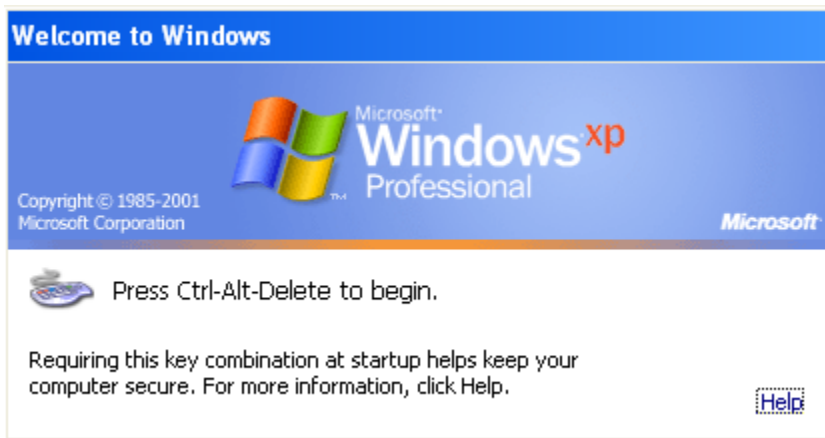 Welcome to Windows
Microsoft®
Windows xp
TM
Professional
Copyright © 1985-2001
Microsoft Corporation
Microsoft®
Press Ctrl-Alt-Delete to begin.
Requiring this key combination at startup helps keep your
computer secure. For more information, click Help.
Help